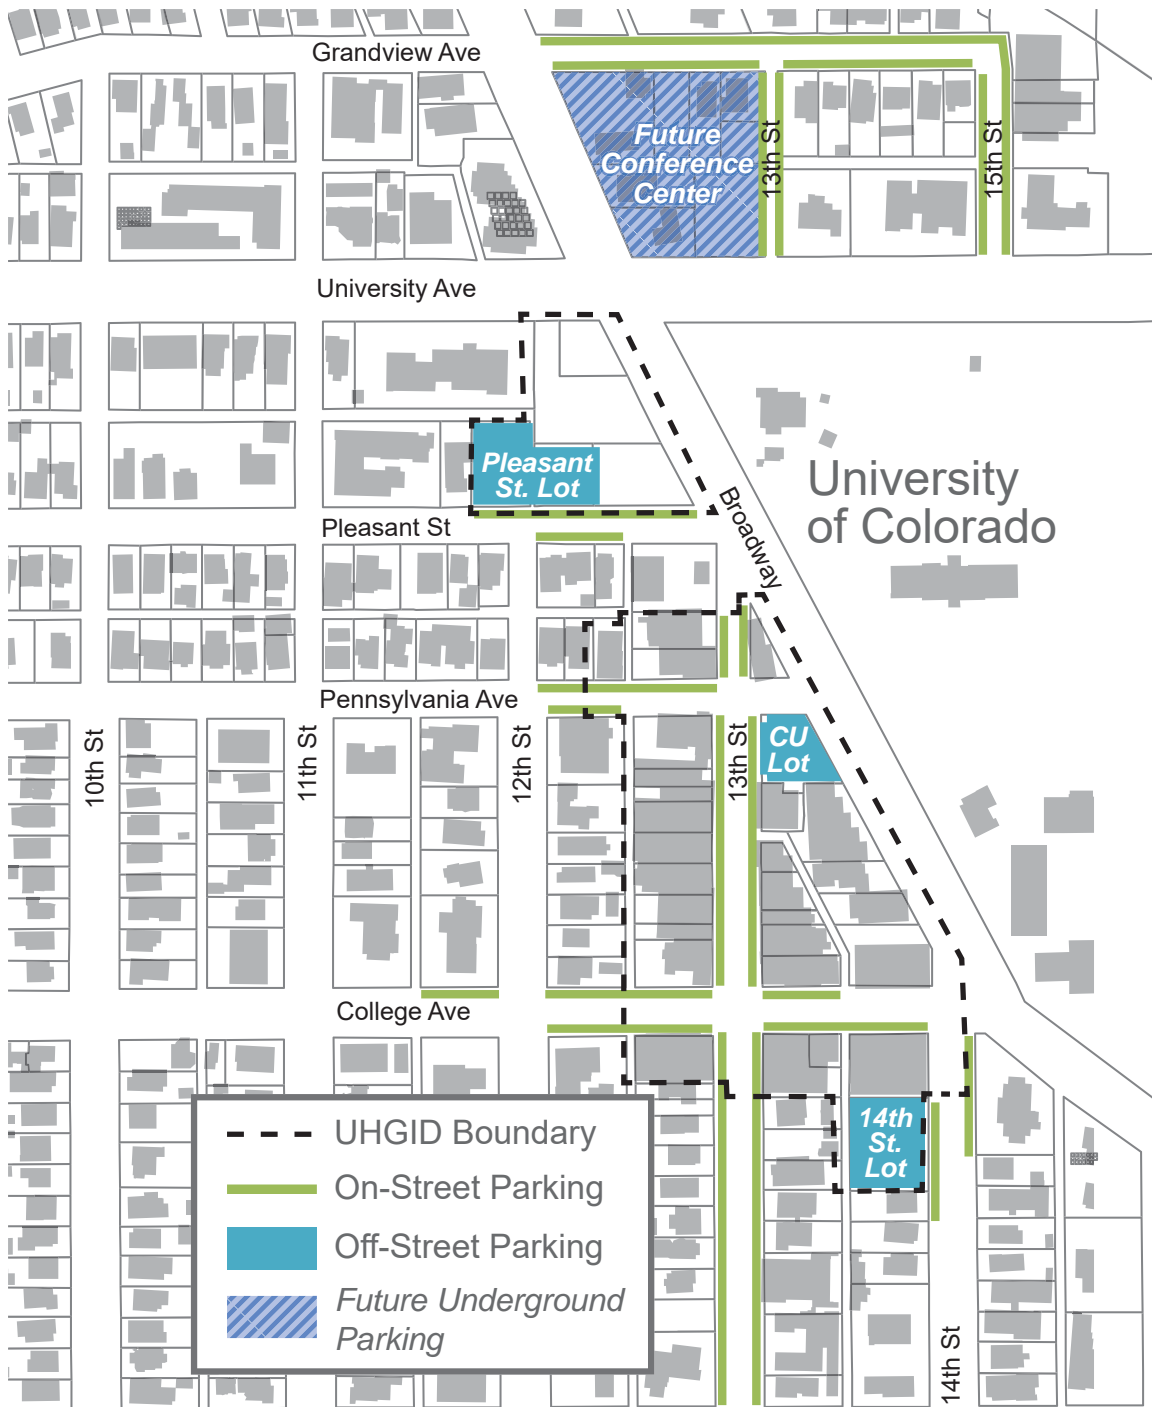 Grandview Ave
Future
Conference
Center
13th St
15th St
University Ave
Pleasant
St. Lot
Broadway
University
of Colorado
Pleasant St
Pennsylvania Ave
10th St
11th St
12th St
13th St
CU
Lot
College Ave
14th
St.
Lot
UHGID Boundary
On-Street Parking
Off-Street Parking
Future Underground
Parking
14th St